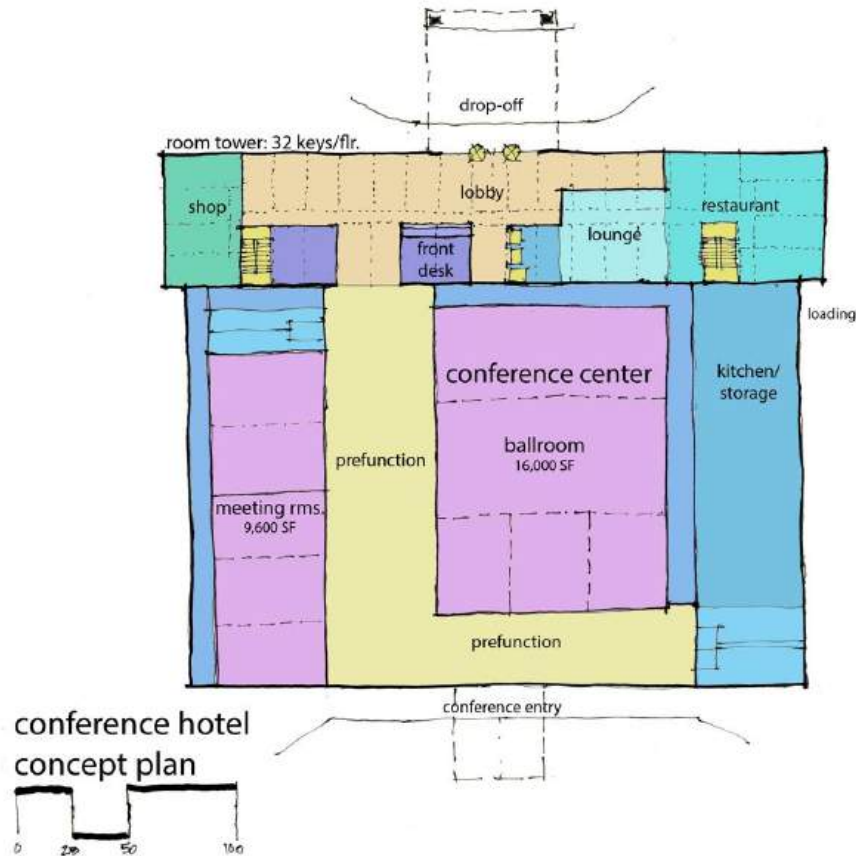 drop-off
room tower: 32 keys/flr.
shop
lobby
restaurant
lounge
front
desk
loading
conference center
kitchen/
storage
ballroom
16,000 SF
prefunction
meeting rms.
9,600 SF
prefunction
conference entry
conference hotel
concept plan
0
50
100